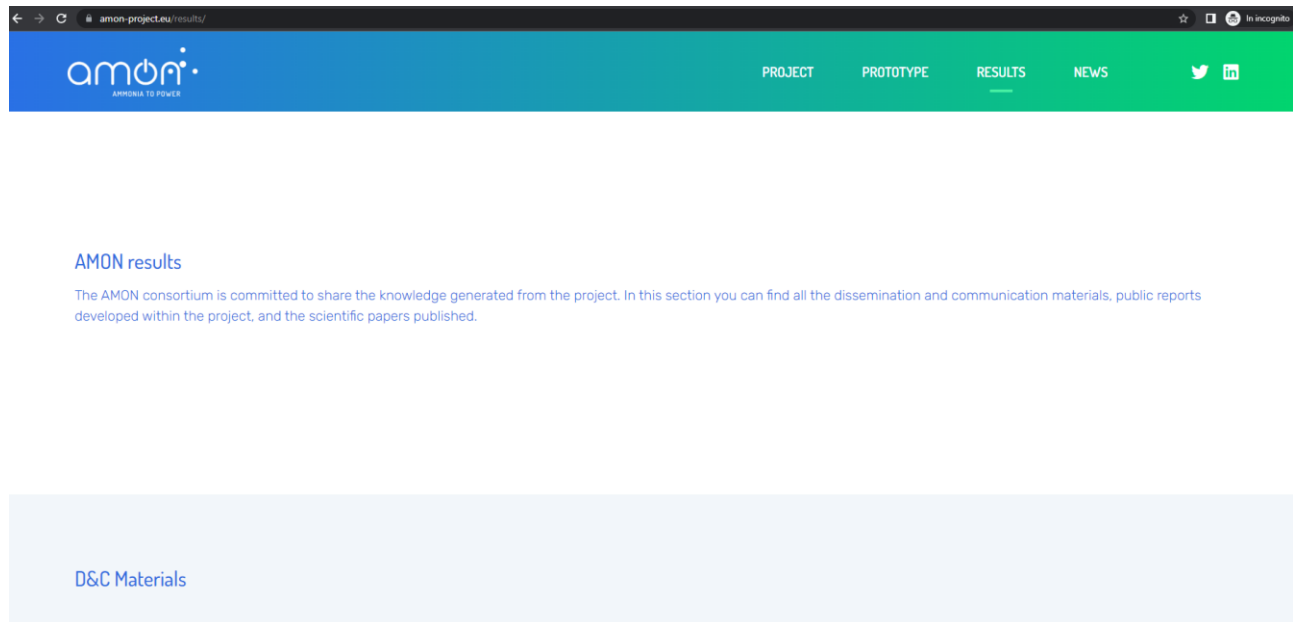 amon-project.eu/results/
In incognito
amon
AMMONIA TO POWER
PROJECT
PROTOTYPE
RESULTS
NEWS
AMON results
The AMON consortium is committed to share the knowledge generated from the project. In this section you can find all the dissemination and communication materials, public reports
developed within the project, and the scientific papers published.
D&C Materials